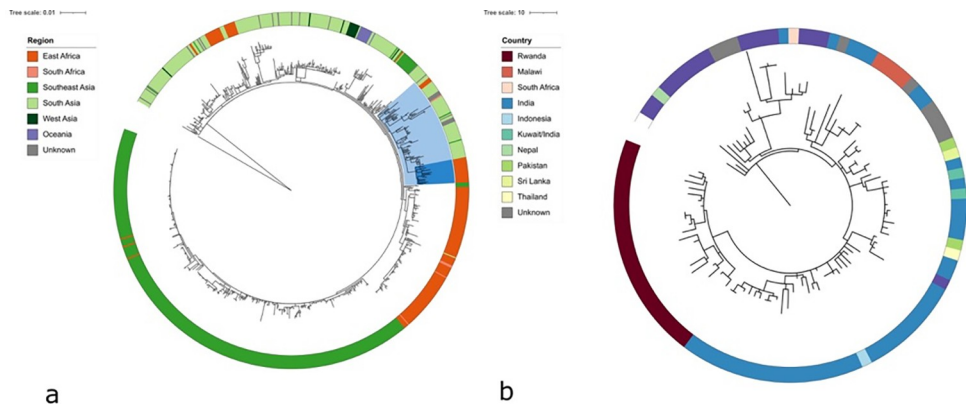 Tree scale: 0.01
Region
East Africa
South Africa
Southeast Asia
South Asia
West Asia
Oceania
Unknown
a
Tree scale: 10
Country
Rwanda
Malawi
South Africa
India
Indonesia
Kuwait/India
Nepal
Pakistan
Sri Lanka
Thailand
Unknown
b